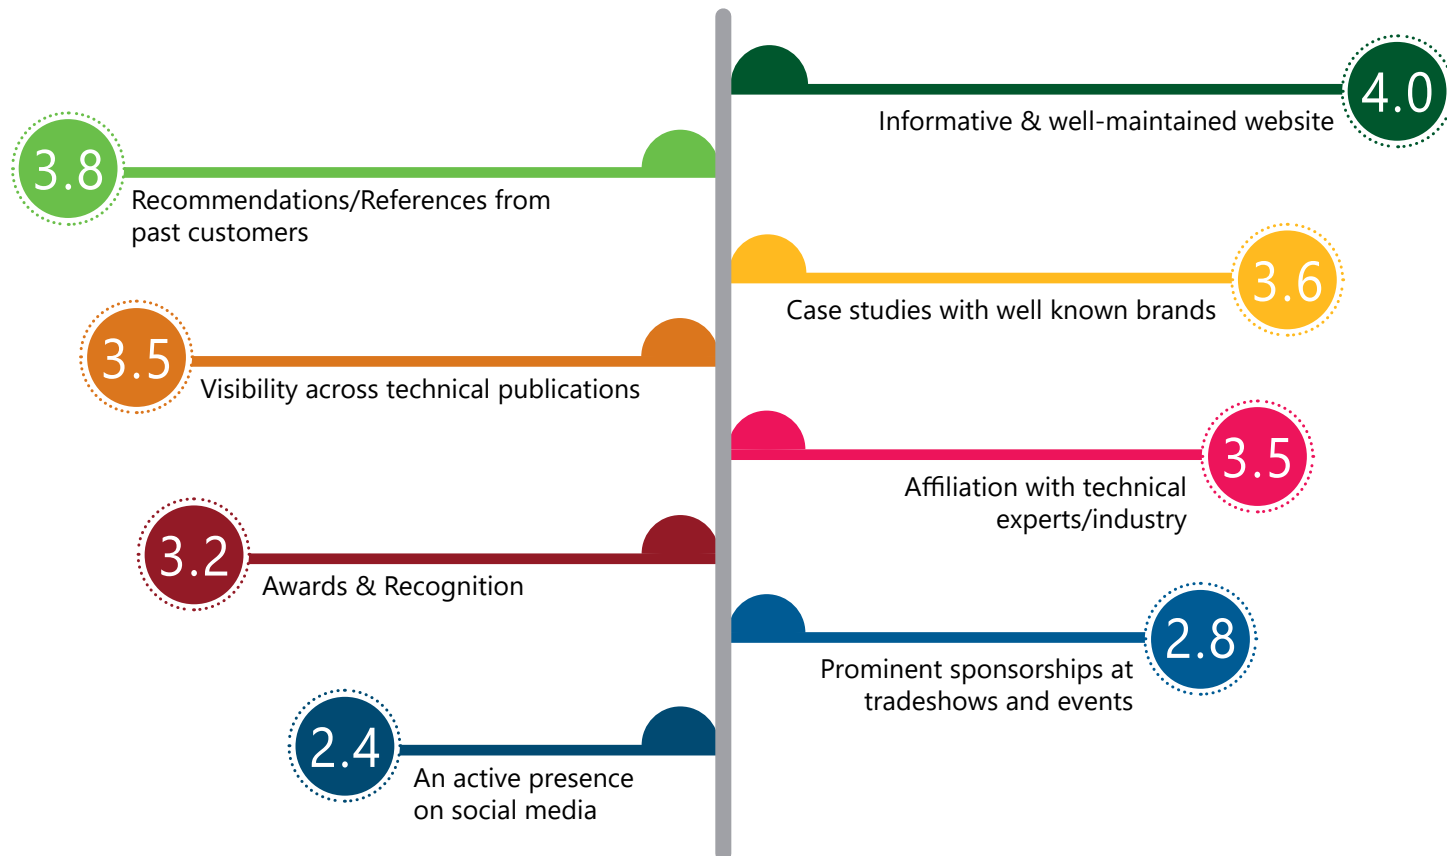 4.0
Informative & well-maintained website
3.8
Recommendations/References from
past customers
3.6
Case studies with well known brands
3.5
Visibility across technical publications
3.5
Affiliation with technical
experts/industry
3.2
Awards & Recognition
2.8
Prominent sponsorships at
tradeshows and events
2.4
An active presence
on social media